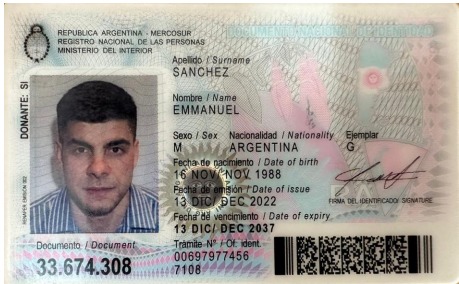 REPUBLICA ARGENTINA - MERCOSUR
REGISTRO NACIONAL DE LAS PERSONAS
MINISTERIO DEL INTERIOR
DOCUMENTO NACIONAL DE IDENTIDAD
Apellido / Surname
SANCHEZ
Nombre / Name
EMMANUEL
Sexo / Sex Nacionalidad / Nationality Ejemplar
M ARGENTINA G
Fecha de nacimiento / Date of birth
16 NOV/ NOV 1988
Fecha de emisión / Date of issue
13 DIC/ DEC 2022
FIRMA DEL IDENTIFICADO/ SIGNATURE
Fecha de vencimiento / Date of expiry
13 DIC/ DEC 2037
Documento / Document
33.674.308
Trámite N° / Of. ident.
00697977456
7108
DONANTE: SI